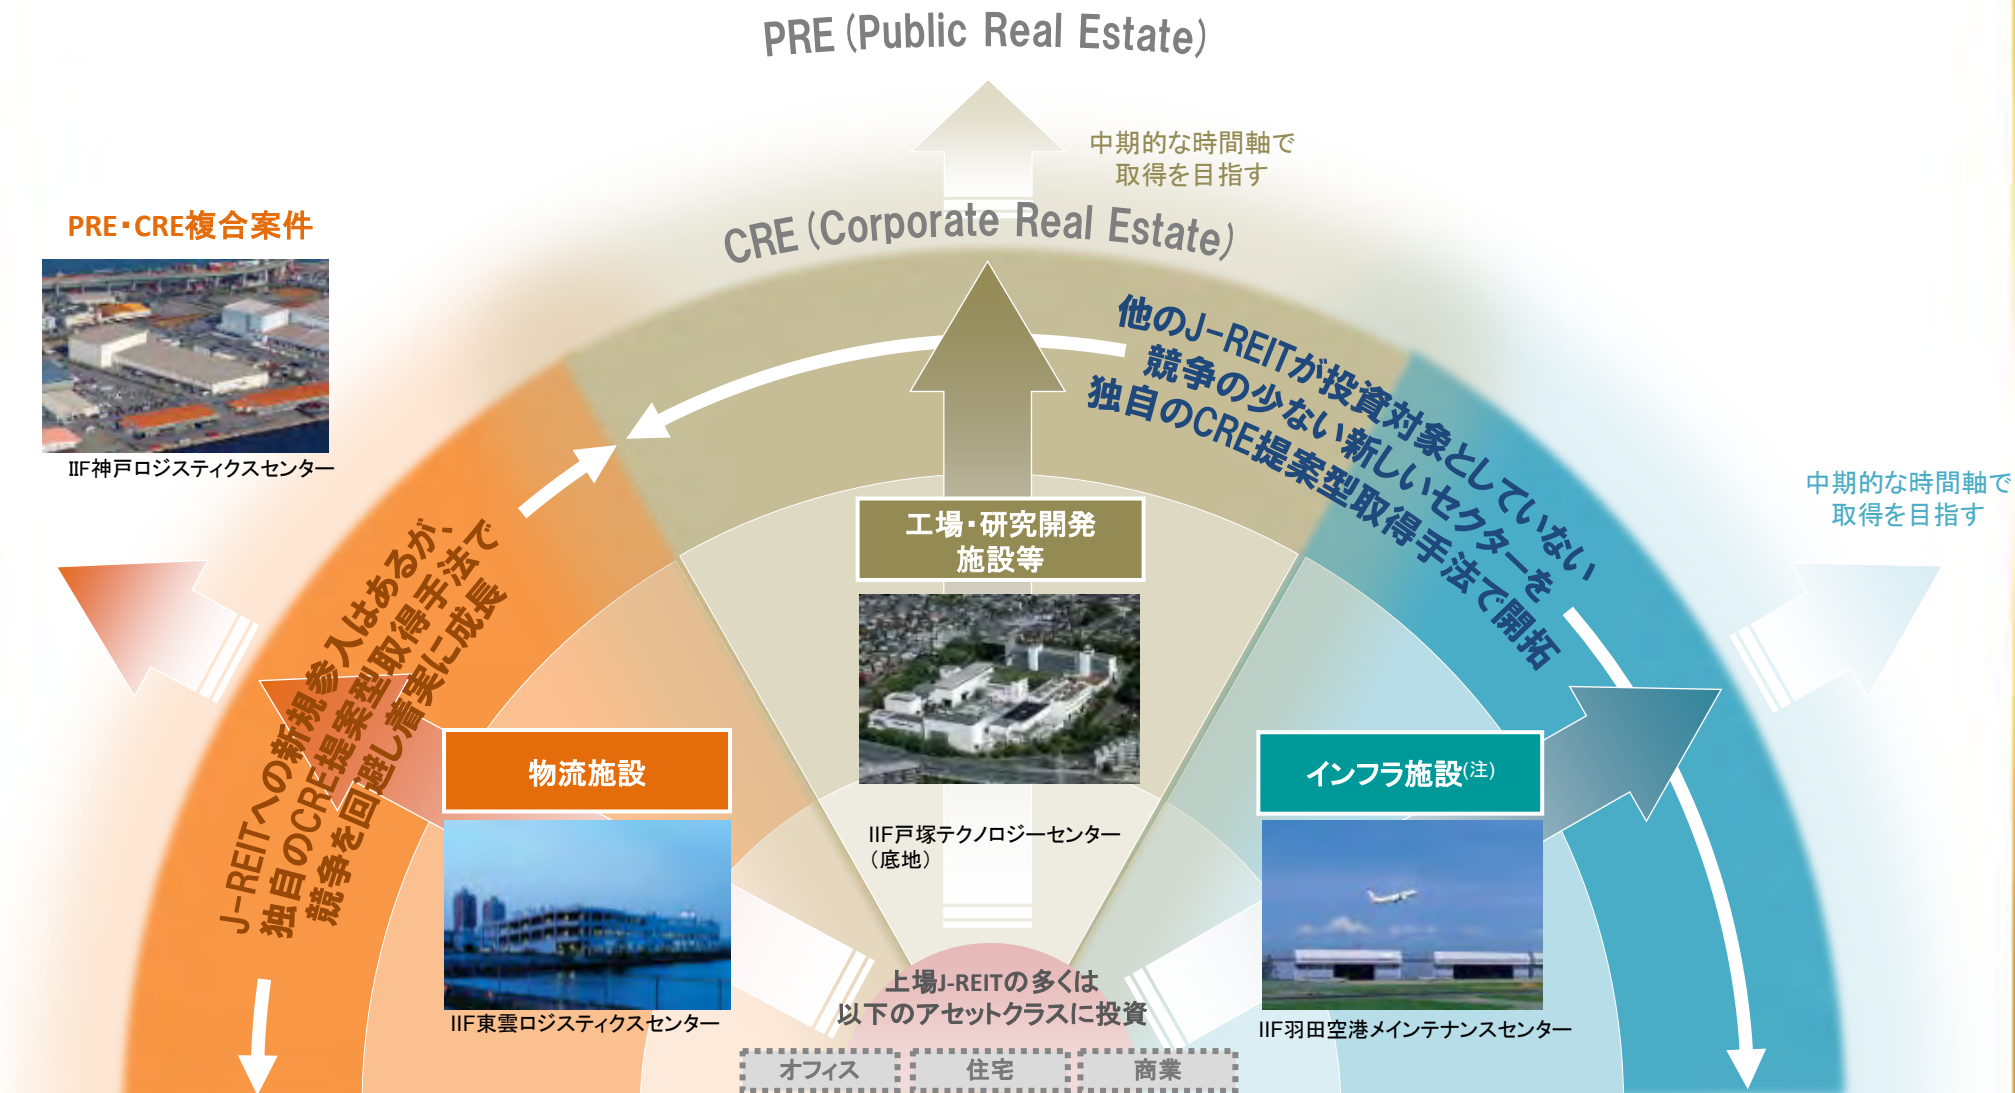 PRE（Public Real Estate）
中期的な時間軸で
取得を目指す
CRE（Corporate Real Estate）
PRE・CRE複合案件
IIF神戸ロジスティクスセンター
他のJ-REITが投資対象としていない
競争の少ない新しいセクターを
独自のCRE提案型取得手法で開拓
中期的な時間軸で
取得を目指す
J-REITへの新規参入はあるが、
独自のCRE提案型取得手法で
競争を回避し着実に成長
工場・研究開発
施設等
IIF戸塚テクノロジーセンター
（底地）
物流施設
IIF東雲ロジスティクスセンター
インフラ施設(注)
IIF羽田空港メインテナンスセンター
上場J-REITの多くは
以下のアセットクラスに投資
オフィス
住宅
商業